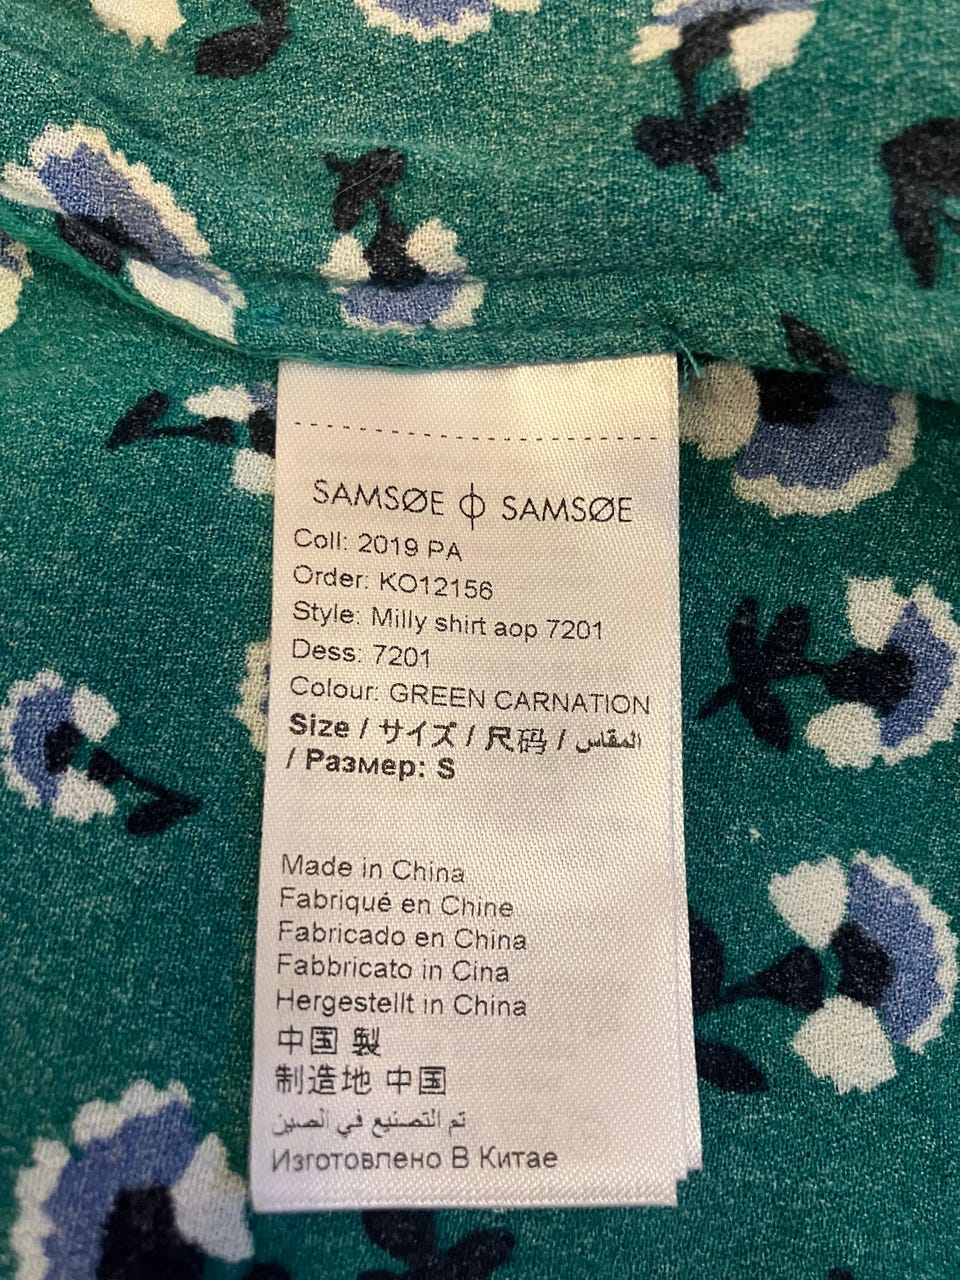 SAMSØE ϕ SAMSØE
Coll: 2019 PA
Order: KO12156
Style: Milly shirt aop 7201
Dess: 7201
Colour: GREEN CARNATION
Size / サイズ / 尺码 / المقاس
/ Размер: S
Made in China
Fabriqué en Chine
Fabricado en China
Fabbricato in Cina
Hergestellt in China
中国 製
制造地 中国
تم التصنيع في الصين
Изготовлено В Китае